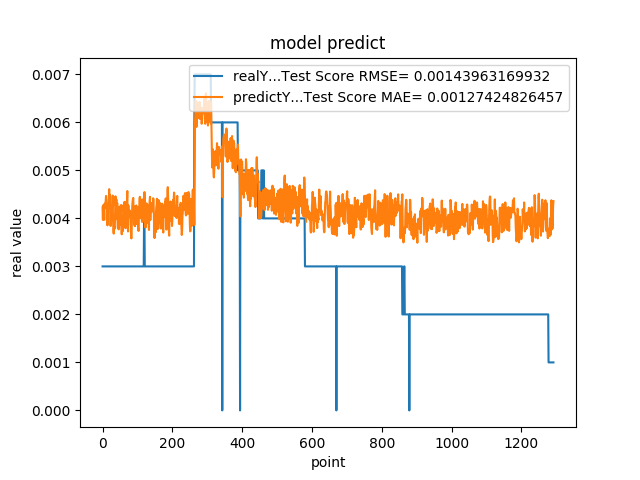 model predict
realY...Test Score RMSE= 0.00143963169932
predictY...Test Score MAE= 0.00127424826457
0.007
0.006
0.005
0.004
0.003
0.002
0.001
0.000
real value
0 200 400 600 800 1000 1200
point